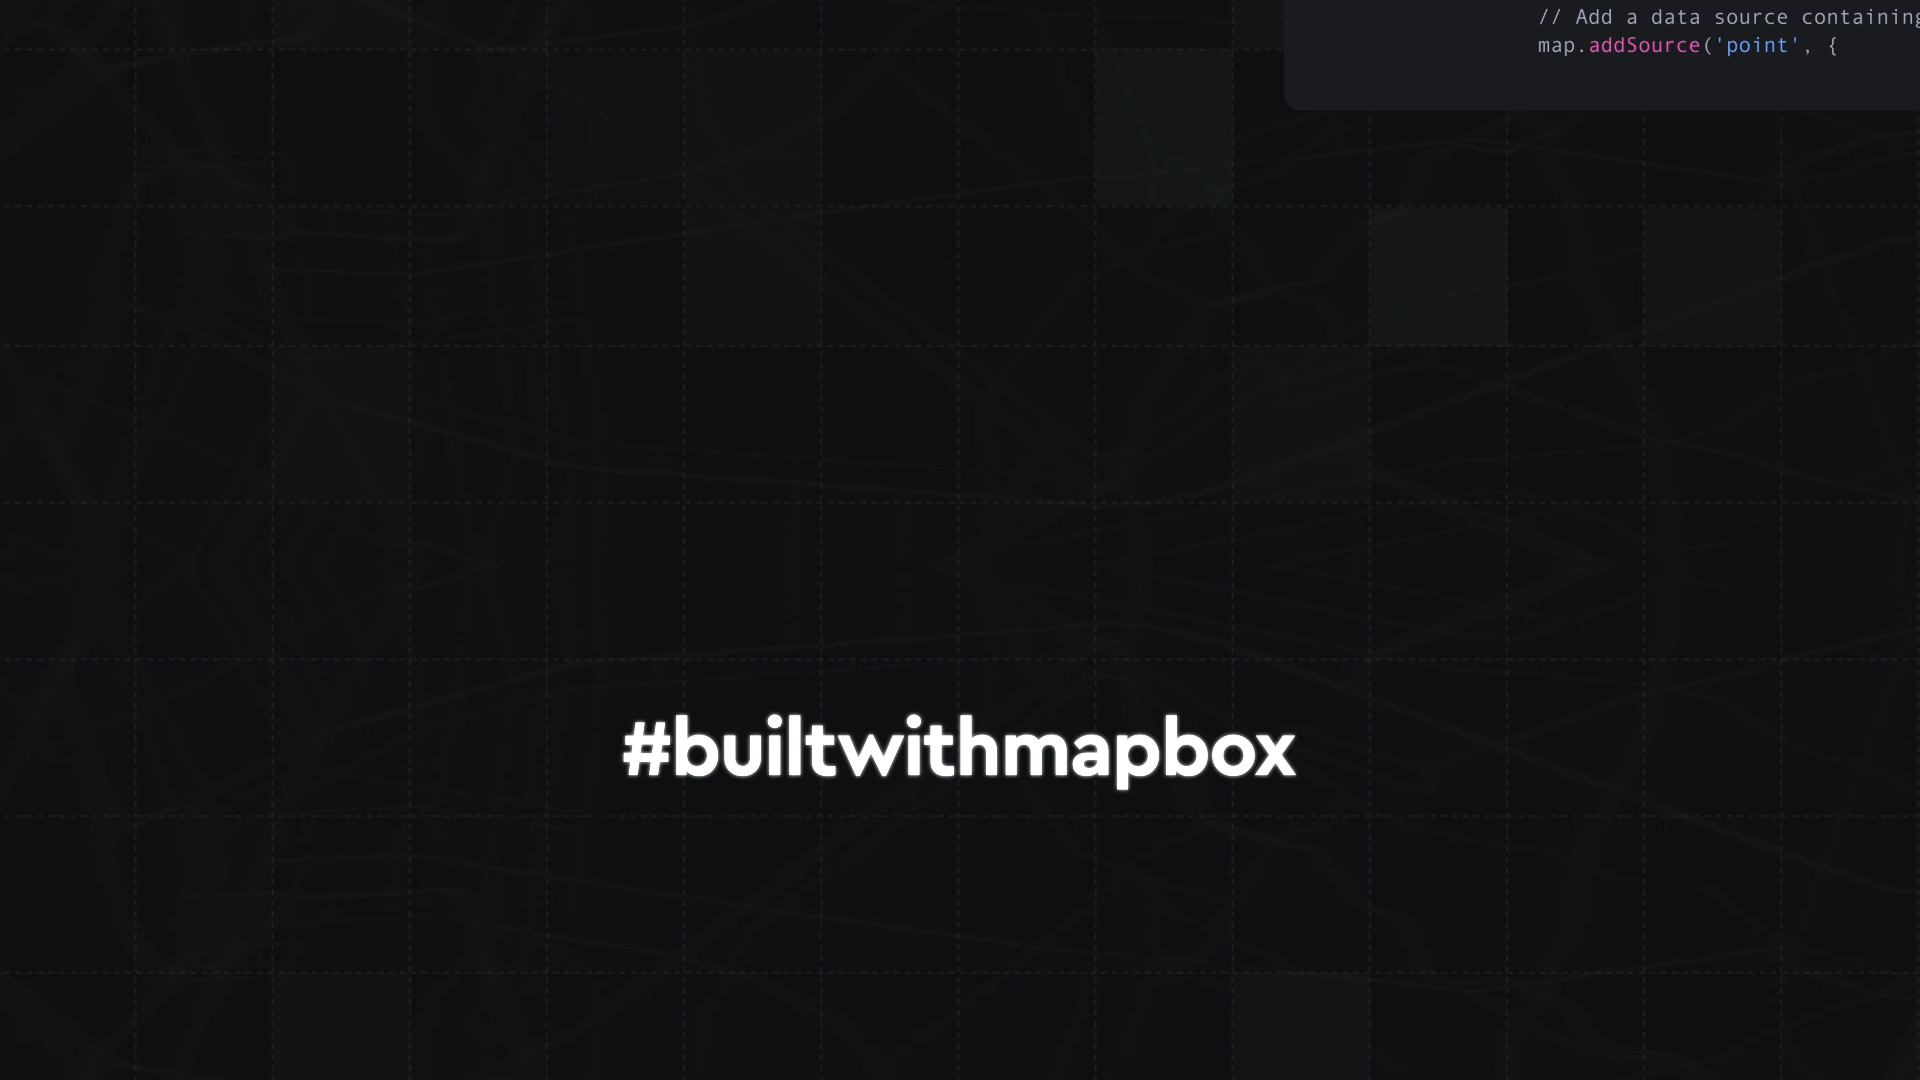 // Add a data source containing
map.addSource('point', {
#builtwithmapbox